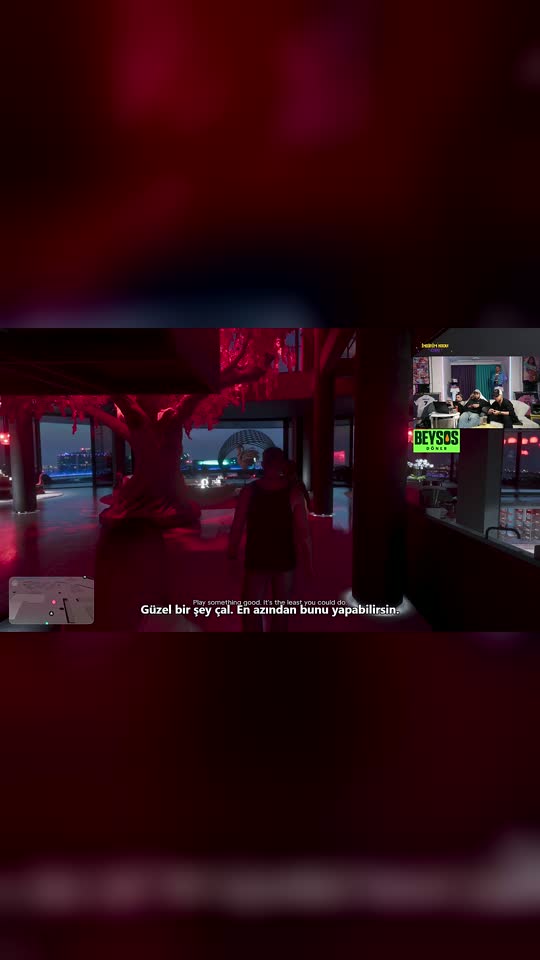 BEYSOS
DÖNER
Play something good. It's the least you could do.
Güzel bir şey çal. En azından bunu yapabilirsin.